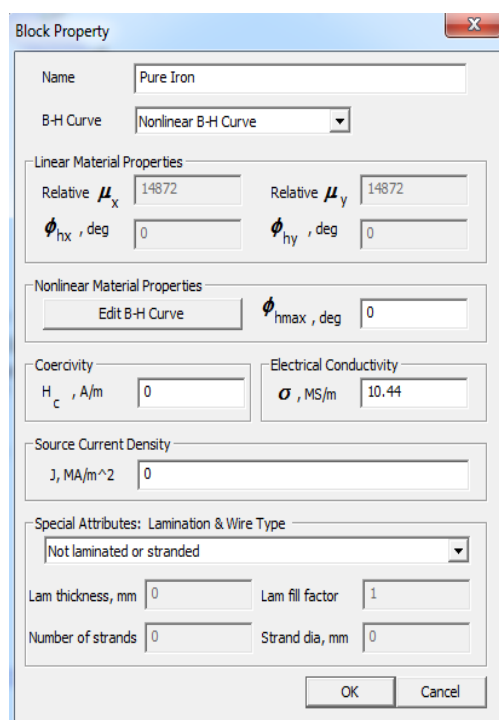 Block Property
X
Name Pure Iron
B-H Curve Nonlinear B-H Curve
Linear Material Properties
Relative μx 14872 Relative μy 14872
ϕhx , deg 0 ϕhy , deg 0
Nonlinear Material Properties
Edit B-H Curve ϕhmax , deg 0
Coercivity Electrical Conductivity
Hc , A/m 0 σ , MS/m 10.44
Source Current Density
J, MA/m^2 0
Special Attributes: Lamination & Wire Type
Not laminated or stranded
Lam thickness, mm 0 Lam fill factor 1
Number of strands 0 Strand dia, mm 0
OK Cancel